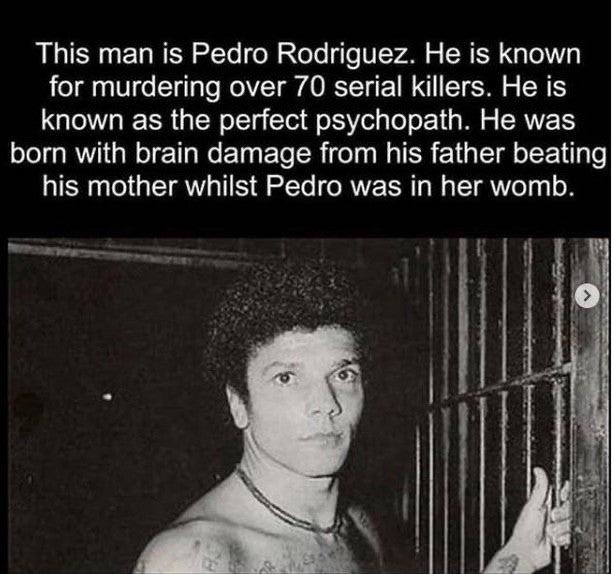 This man is Pedro Rodriguez. He is known
for murdering over 70 serial killers. He is
known as the perfect psychopath. He was
born with brain damage from his father beating
his mother whilst Pedro was in her womb.